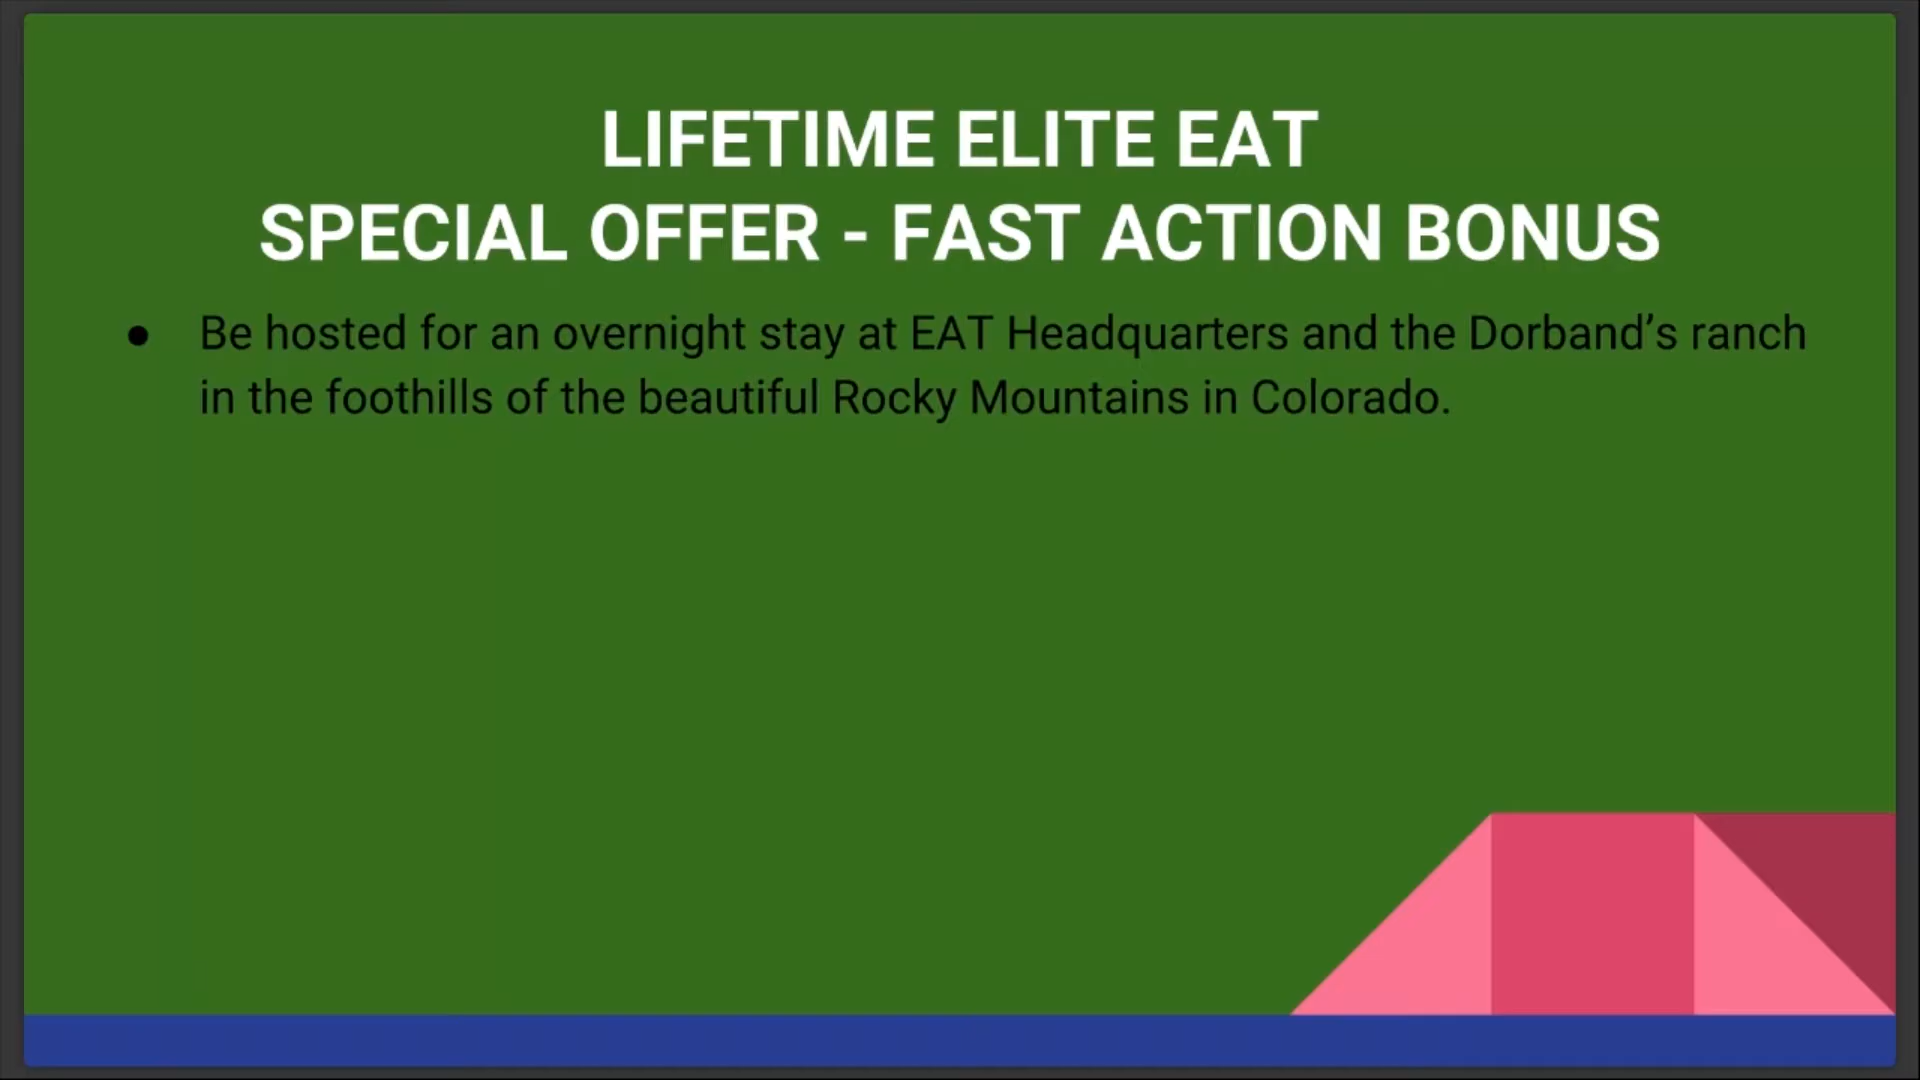 LIFETIME ELITE EAT
SPECIAL OFFER - FAST ACTION BONUS
● Be hosted for an overnight stay at EAT Headquarters and the Dorband’s ranch
in the foothills of the beautiful Rocky Mountains in Colorado.